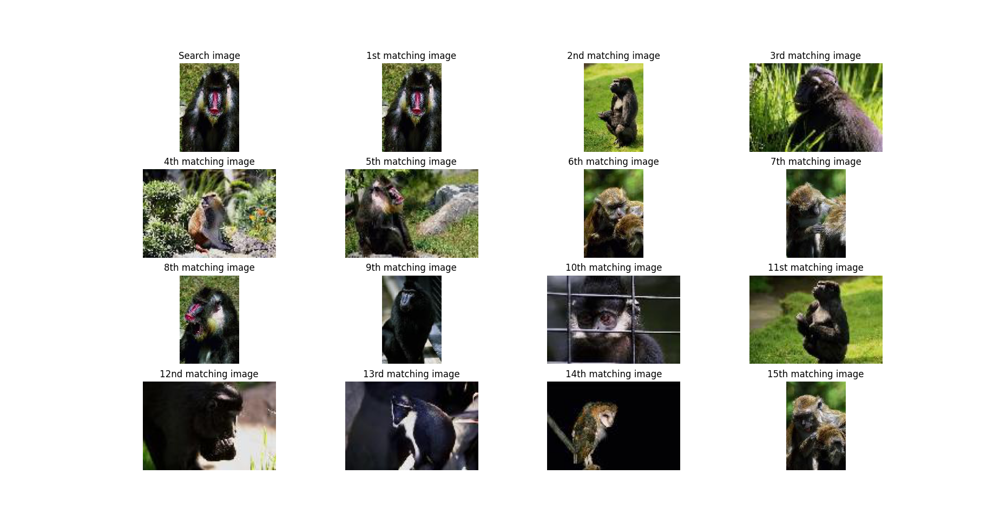 Search image
1st matching image
2nd matching image
3rd matching image
4th matching image
5th matching image
6th matching image
7th matching image
8th matching image
9th matching image
10th matching image
11st matching image
12nd matching image
13rd matching image
14th matching image
15th matching image